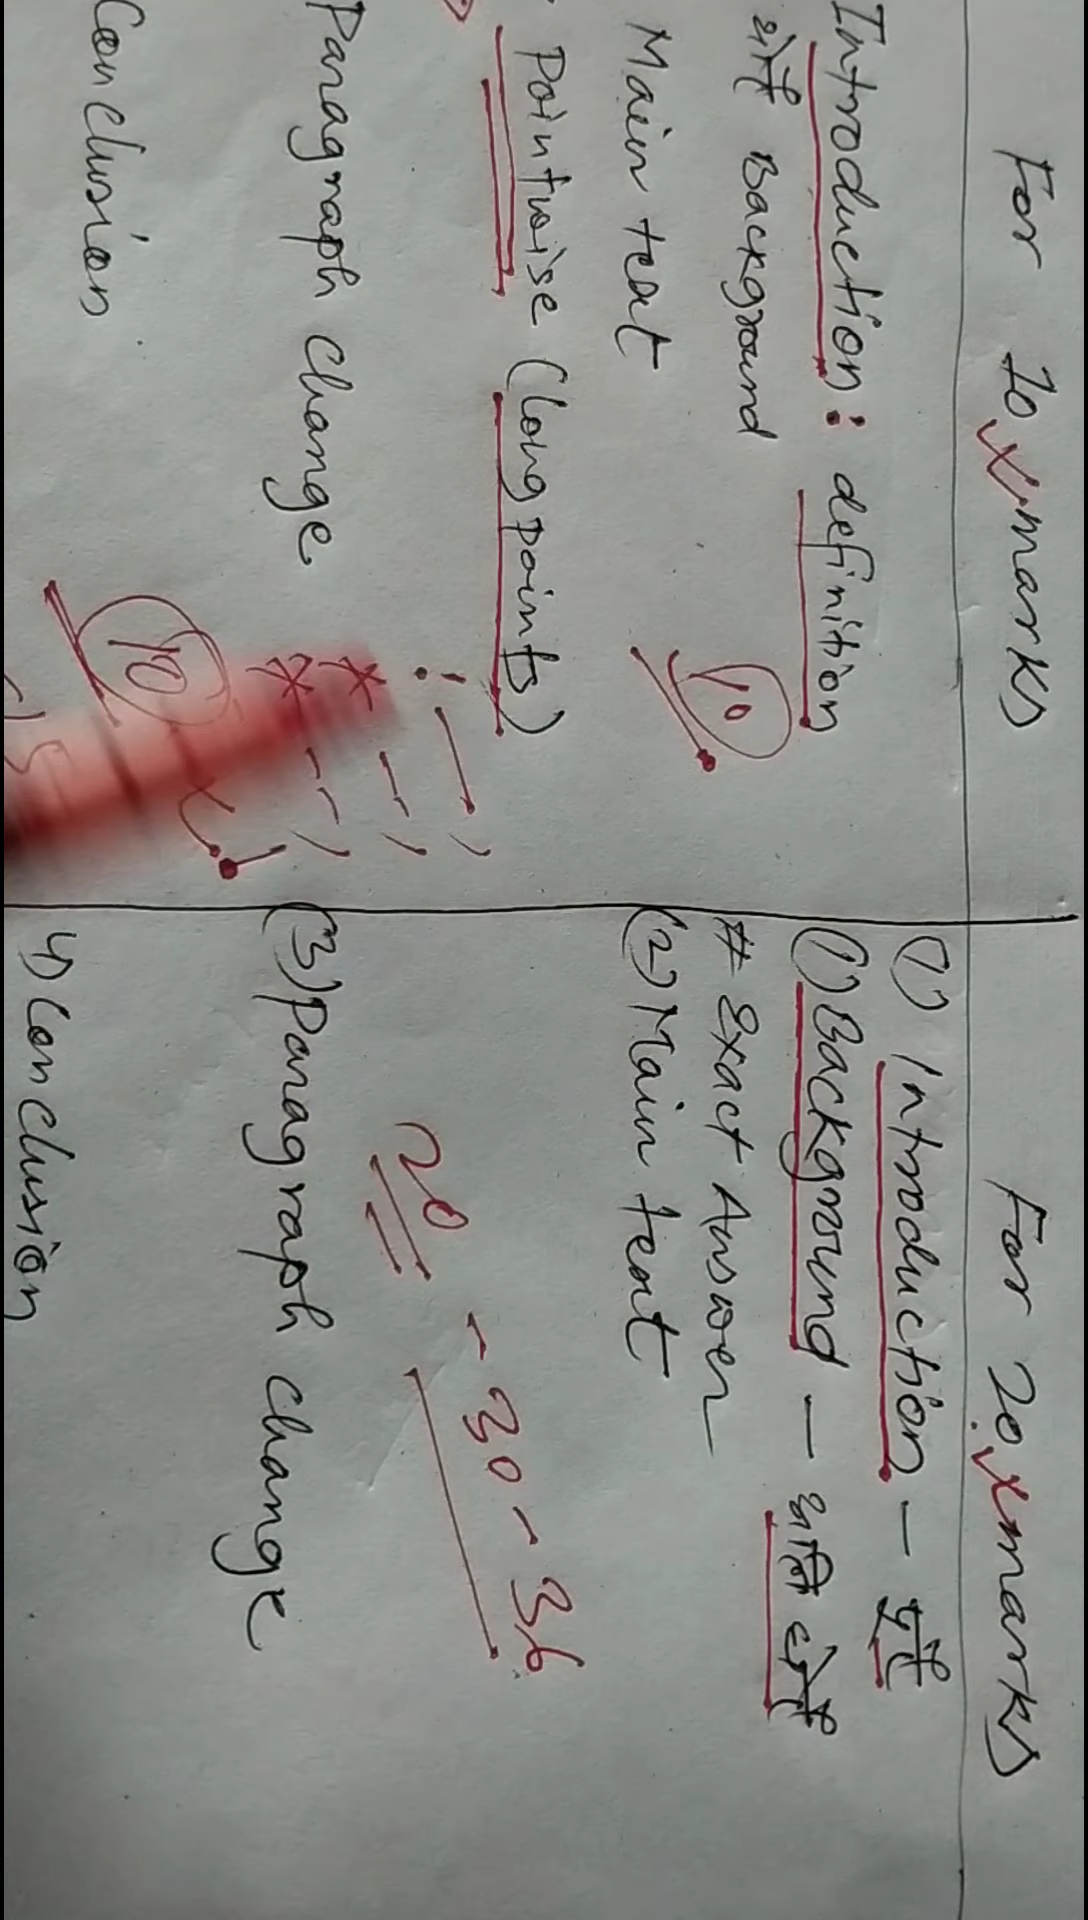 For 10 marks
Introduction: definition
Background
10
Main text
Pointwise (long points)
Paragraph change
10
Conclusion
For 20 marks
(1) Introduction –
(1) Background –
# Exact Answer
(2) Main text
20 - 30 - 36
(3) Paragraph change
4) Conclusion